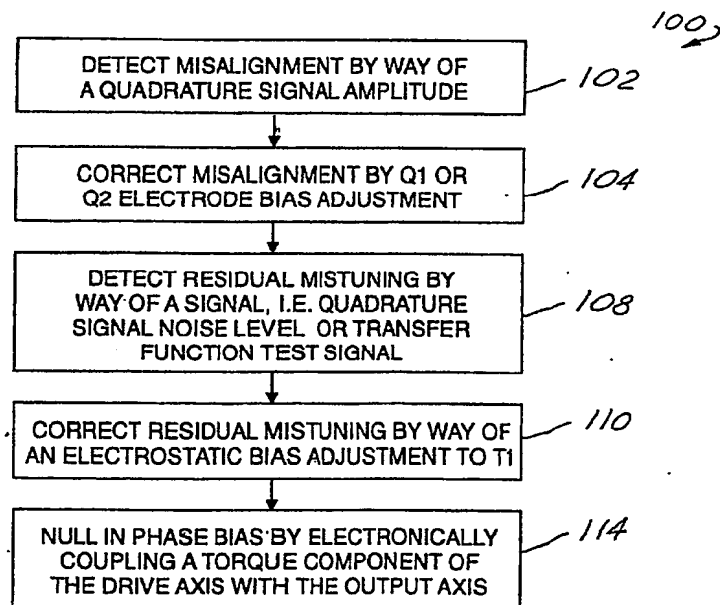 100
DETECT MISALIGNMENT BY WAY OF
A QUADRATURE SIGNAL AMPLITUDE
102
CORRECT MISALIGNMENT BY Q1 OR
Q2 ELECTRODE BIAS ADJUSTMENT
104
DETECT RESIDUAL MISTUNING BY
WAY OF A SIGNAL, I.E. QUADRATURE
SIGNAL NOISE LEVEL OR TRANSFER
FUNCTION TEST SIGNAL
108
CORRECT RESIDUAL MISTUNING BY WAY OF
AN ELECTROSTATIC BIAS ADJUSTMENT TO T1
110
NULL IN PHASE BIAS BY ELECTRONICALLY
COUPLING A TORQUE COMPONENT OF
THE DRIVE AXIS WITH THE OUTPUT AXIS
114